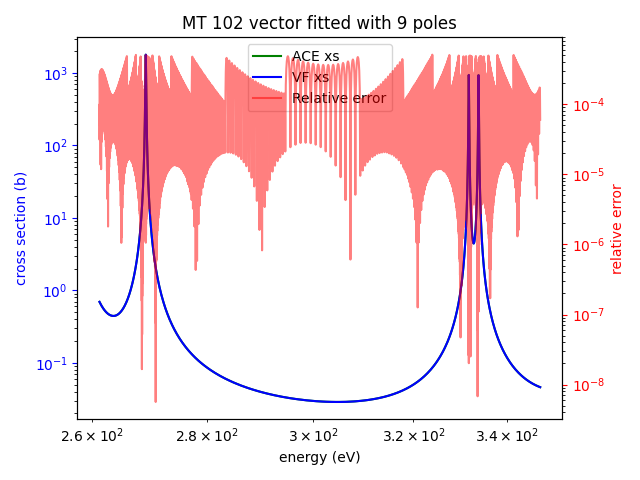 MT 102 vector fitted with 9 poles
ACE xs
VF xs
Relative error
10³
10²
10¹
10⁰
10⁻¹
cross section (b)
10⁻⁴
10⁻⁵
10⁻⁶
10⁻⁷
10⁻⁸
relative error
2.6 × 10² 2.8 × 10² 3 × 10² 3.2 × 10² 3.4 × 10²
energy (eV)